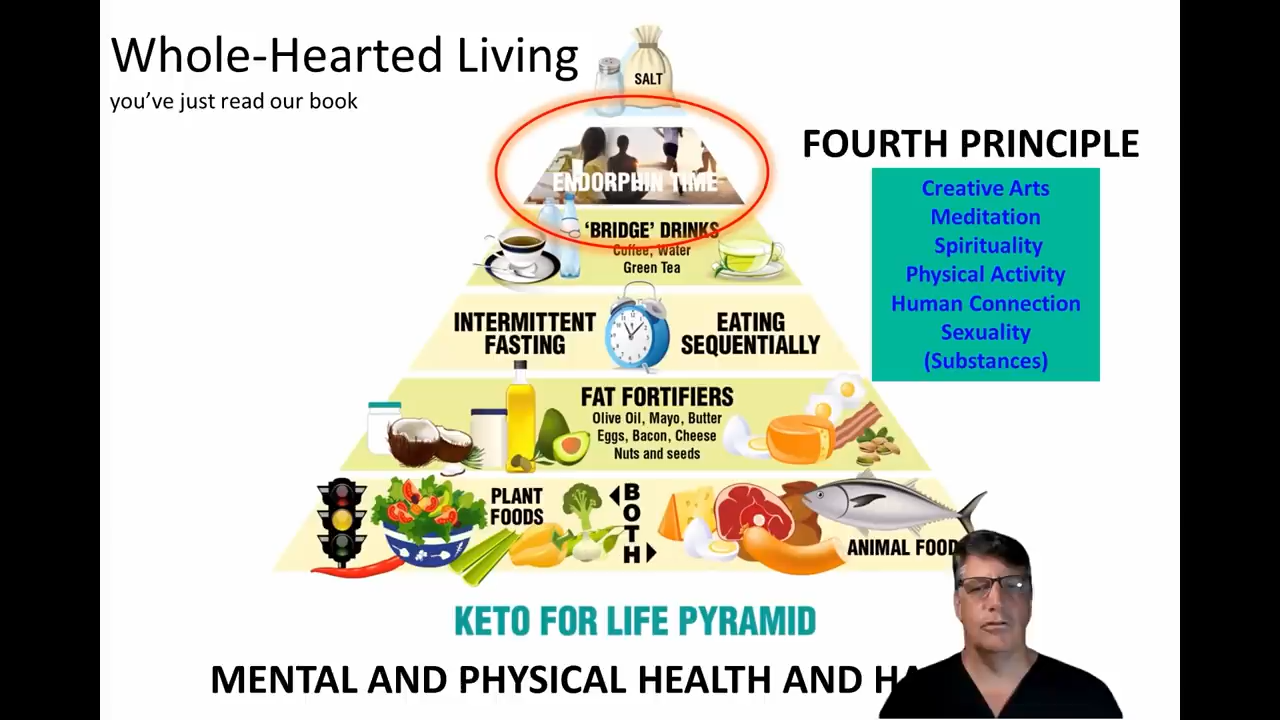 Whole-Hearted Living
you've just read our book
SALT
ENDORPHIN TIME
'BRIDGE' DRINKS
Coffee, Water
Green Tea
INTERMITTENT
FASTING
EATING
SEQUENTIALLY
FAT FORTIFIERS
Olive Oil, Mayo, Butter
Eggs, Bacon, Cheese
Nuts and seeds
PLANT
FOODS
BOTH
ANIMAL FOOD
KETO FOR LIFE PYRAMID
MENTAL AND PHYSICAL HEALTH AND
FOURTH PRINCIPLE
Creative Arts
Meditation
Spirituality
Physical Activity
Human Connection
Sexuality
(Substances)